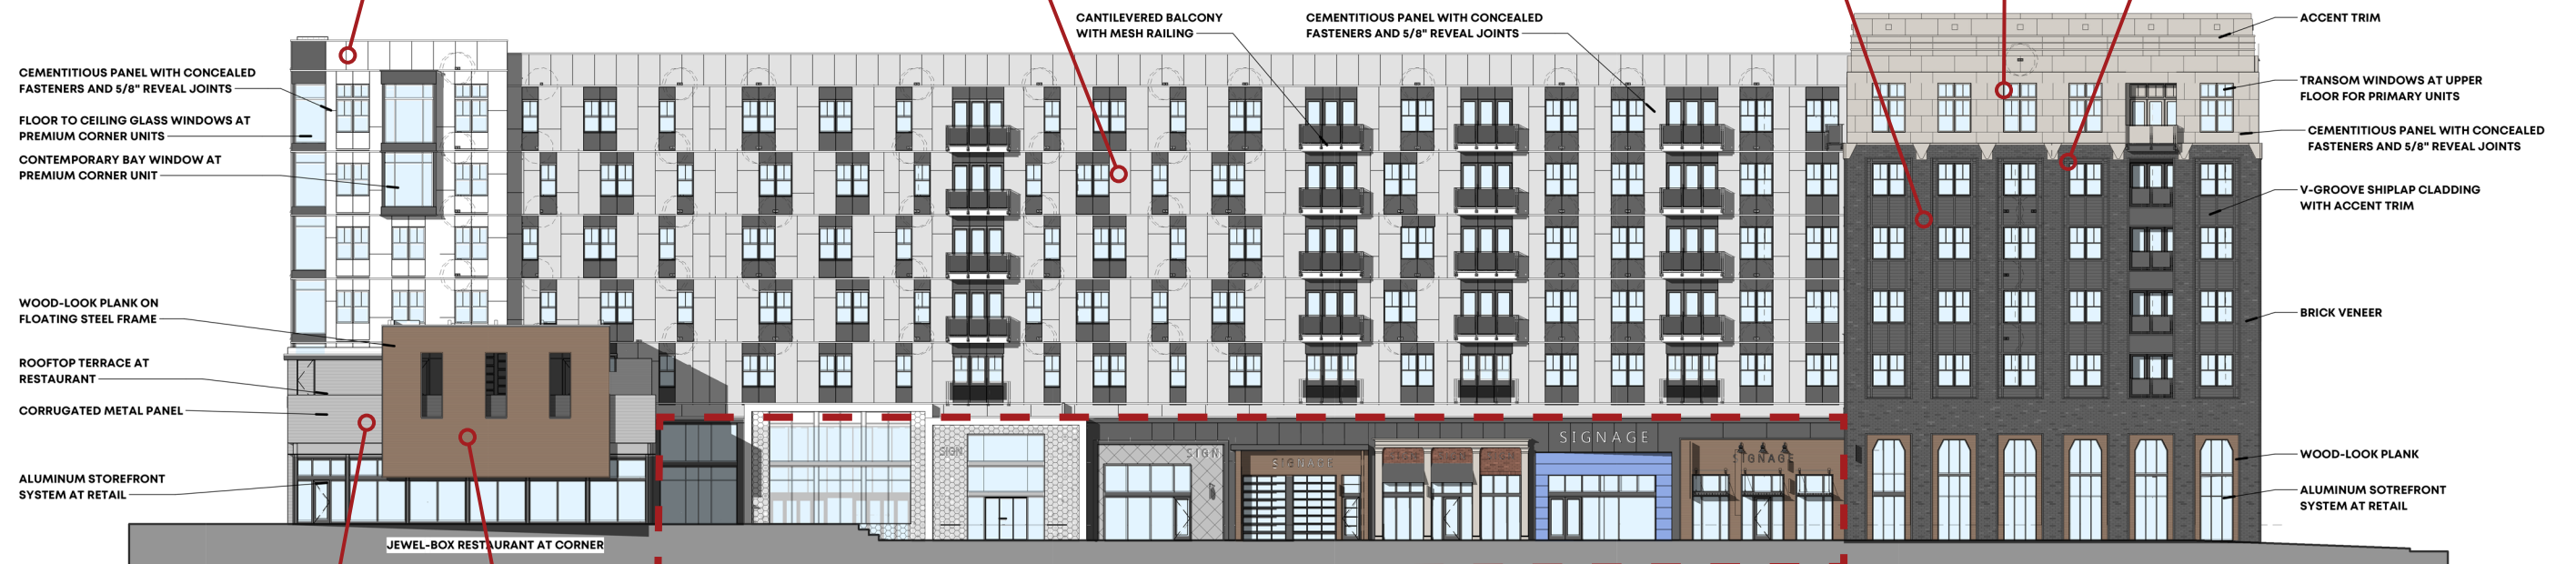 CANTILEVERED BALCONY
WITH MESH RAILING
CEMENTITIOUS PANEL WITH CONCEALED
FASTENERS AND 5/8" REVEAL JOINTS
ACCENT TRIM
CEMENTITIOUS PANEL WITH CONCEALED
FASTENERS AND 5/8" REVEAL JOINTS
FLOOR TO CEILING GLASS WINDOWS AT
PREMIUM CORNER UNITS
CONTEMPORARY BAY WINDOW AT
PREMIUM CORNER UNIT
WOOD-LOOK PLANK ON
FLOATING STEEL FRAME
ROOFTOP TERRACE AT
RESTAURANT
CORRUGATED METAL PANEL
ALUMINUM STOREFRONT
SYSTEM AT RETAIL
TRANSOM WINDOWS AT UPPER
FLOOR FOR PRIMARY UNITS
CEMENTITIOUS PANEL WITH CONCEALED
FASTENERS AND 5/8" REVEAL JOINTS
V-GROOVE SHIPLAP CLADDING
WITH ACCENT TRIM
BRICK VENEER
WOOD-LOOK PLANK
ALUMINUM SOTREFRONT
SYSTEM AT RETAIL
SIGN
SIGN
SIGNAGE
SIGNAGE
SIGNAGE
JEWEL-BOX RESTAURANT AT CORNER